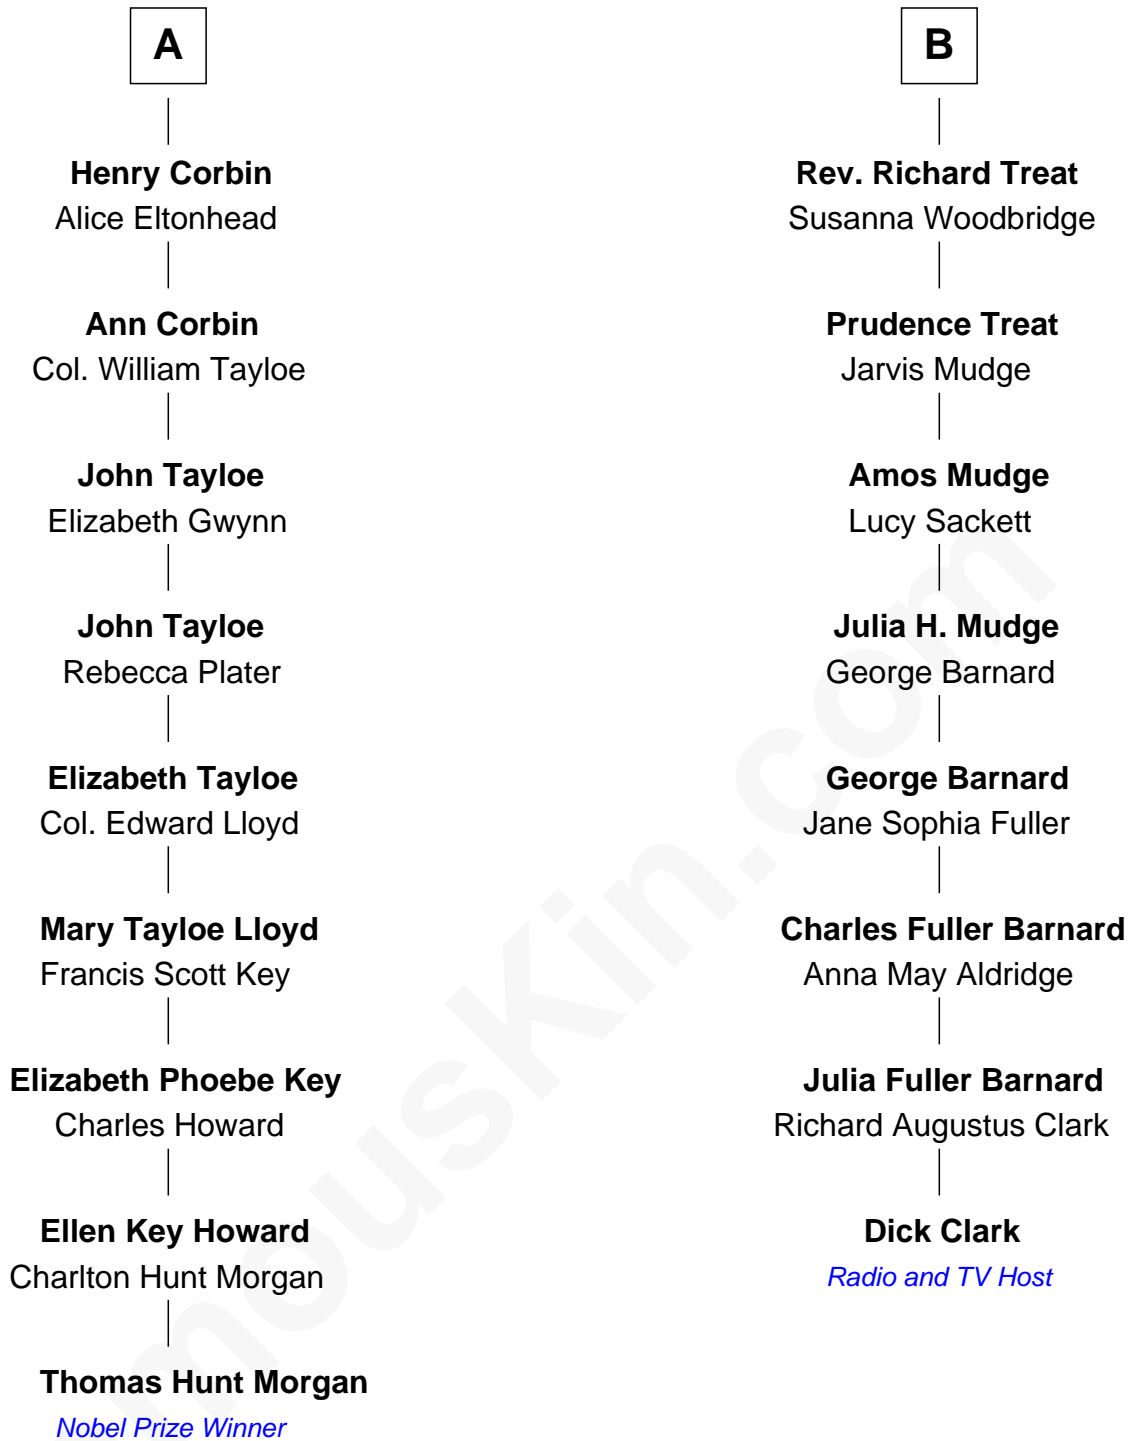 A
Henry Corbin
Alice Eltonhead
Ann Corbin
Col. William Tayloe
John Tayloe
Elizabeth Gwynn
John Tayloe
Rebecca Plater
Elizabeth Tayloe
Col. Edward Lloyd
Mary Tayloe Lloyd
Francis Scott Key
Elizabeth Phoebe Key
Charles Howard
Ellen Key Howard
Charlton Hunt Morgan
Thomas Hunt Morgan
Nobel Prize Winner
B
Rev. Richard Treat
Susanna Woodbridge
Prudence Treat
Jarvis Mudge
Amos Mudge
Lucy Sackett
Julia H. Mudge
George Barnard
George Barnard
Jane Sophia Fuller
Charles Fuller Barnard
Anna May Aldridge
Julia Fuller Barnard
Richard Augustus Clark
Dick Clark
Radio and TV Host
mouskin.com